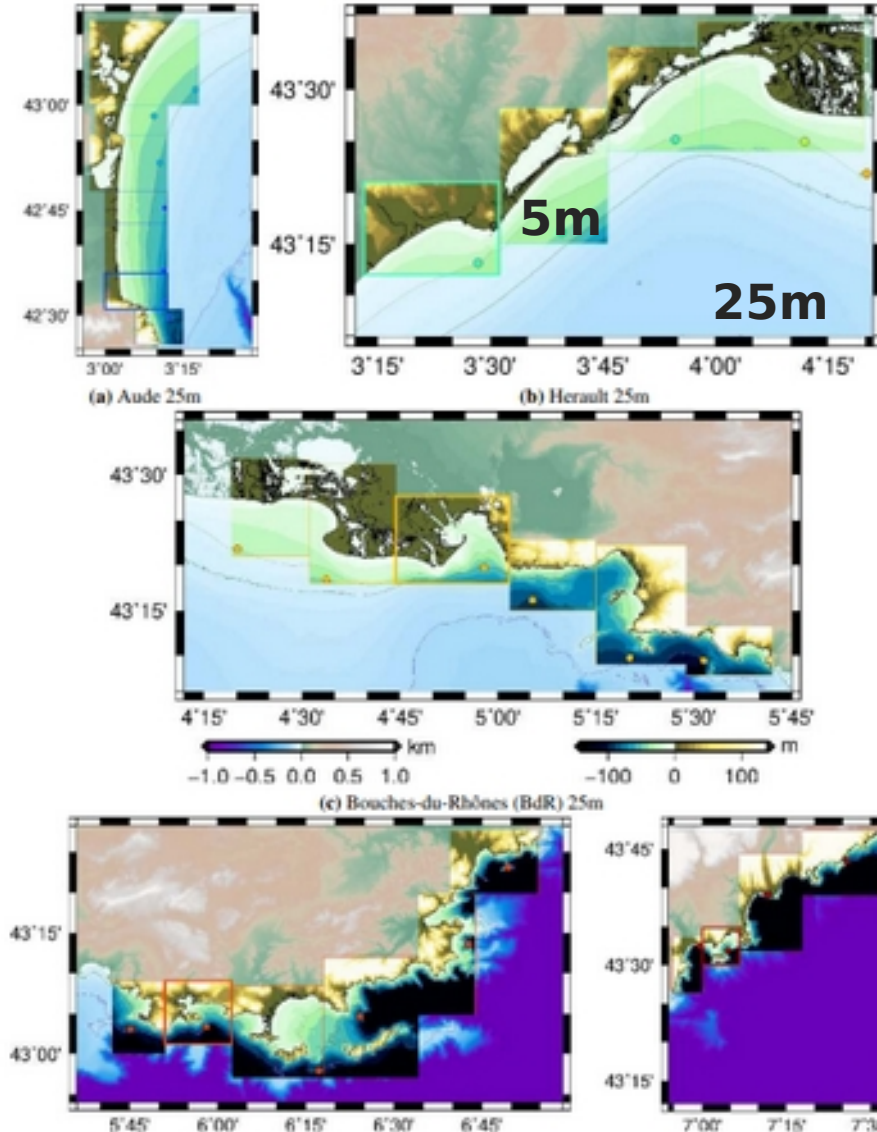 43°00'
42°45'
42°30'
3°00' 3°15'
(a) Aude 25m
43°30'
43°15'
5m
25m
3°15' 3°30' 3°45' 4°00' 4°15'
(b) Herault 25m
43°30'
43°15'
4°15' 4°30' 4°45' 5°00' 5°15' 5°30' 5°45'
km
−1.0 −0.5 0.0 0.5 1.0
m
−100 0 100
(c) Bouches-du-Rhônes (BdR) 25m
43°15'
43°00'
5°45' 6°00' 6°15' 6°30' 6°45'
43°45'
43°30'
43°15'
7°00' 7°15'